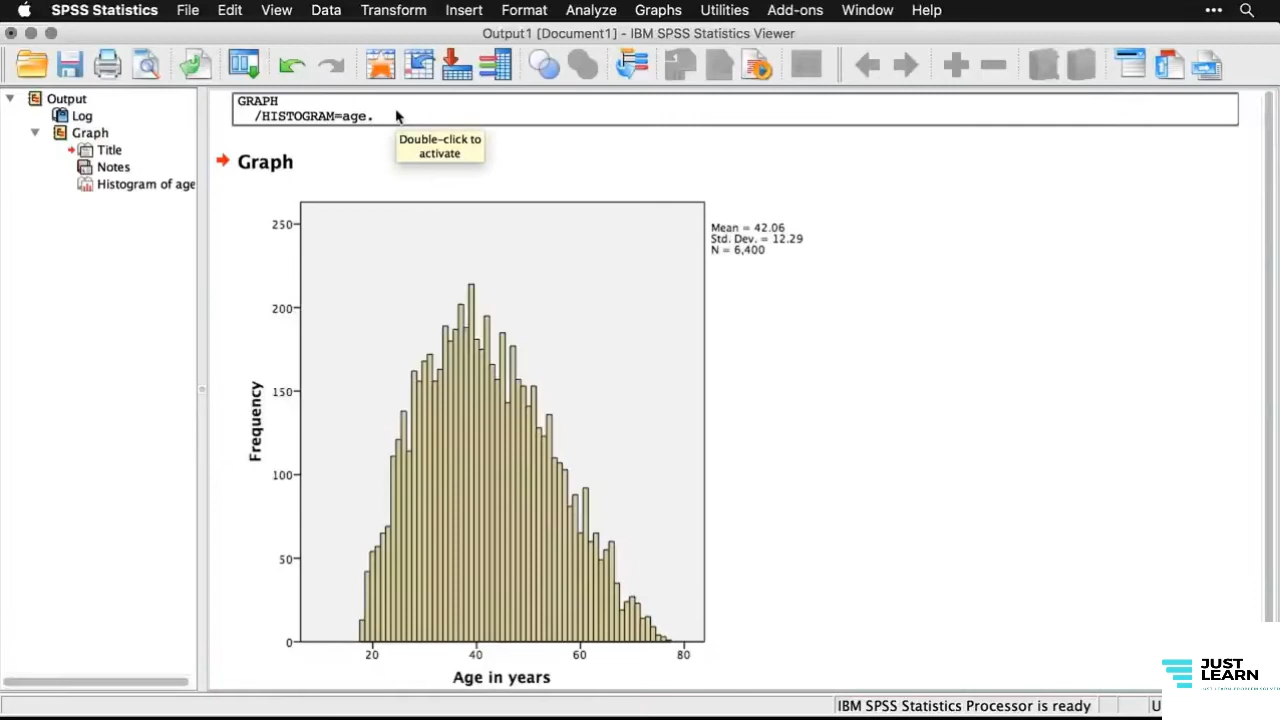 SPSS Statistics File Edit View Data Transform Insert Format Analyze Graphs Utilities Add-ons Window Help
Output1 [Document1] - IBM SPSS Statistics Viewer
Output
Log
Graph
Title
Notes
Histogram of age
GRAPH
/HISTOGRAM=age.
Double-click to
activate
Graph
Mean = 42.06
Std. Dev. = 12.29
N = 6,400
250
200
150
100
50
0
Frequency
20 40 60 80
Age in years
IBM SPSS Statistics Processor is ready
U
JUST
LEARN